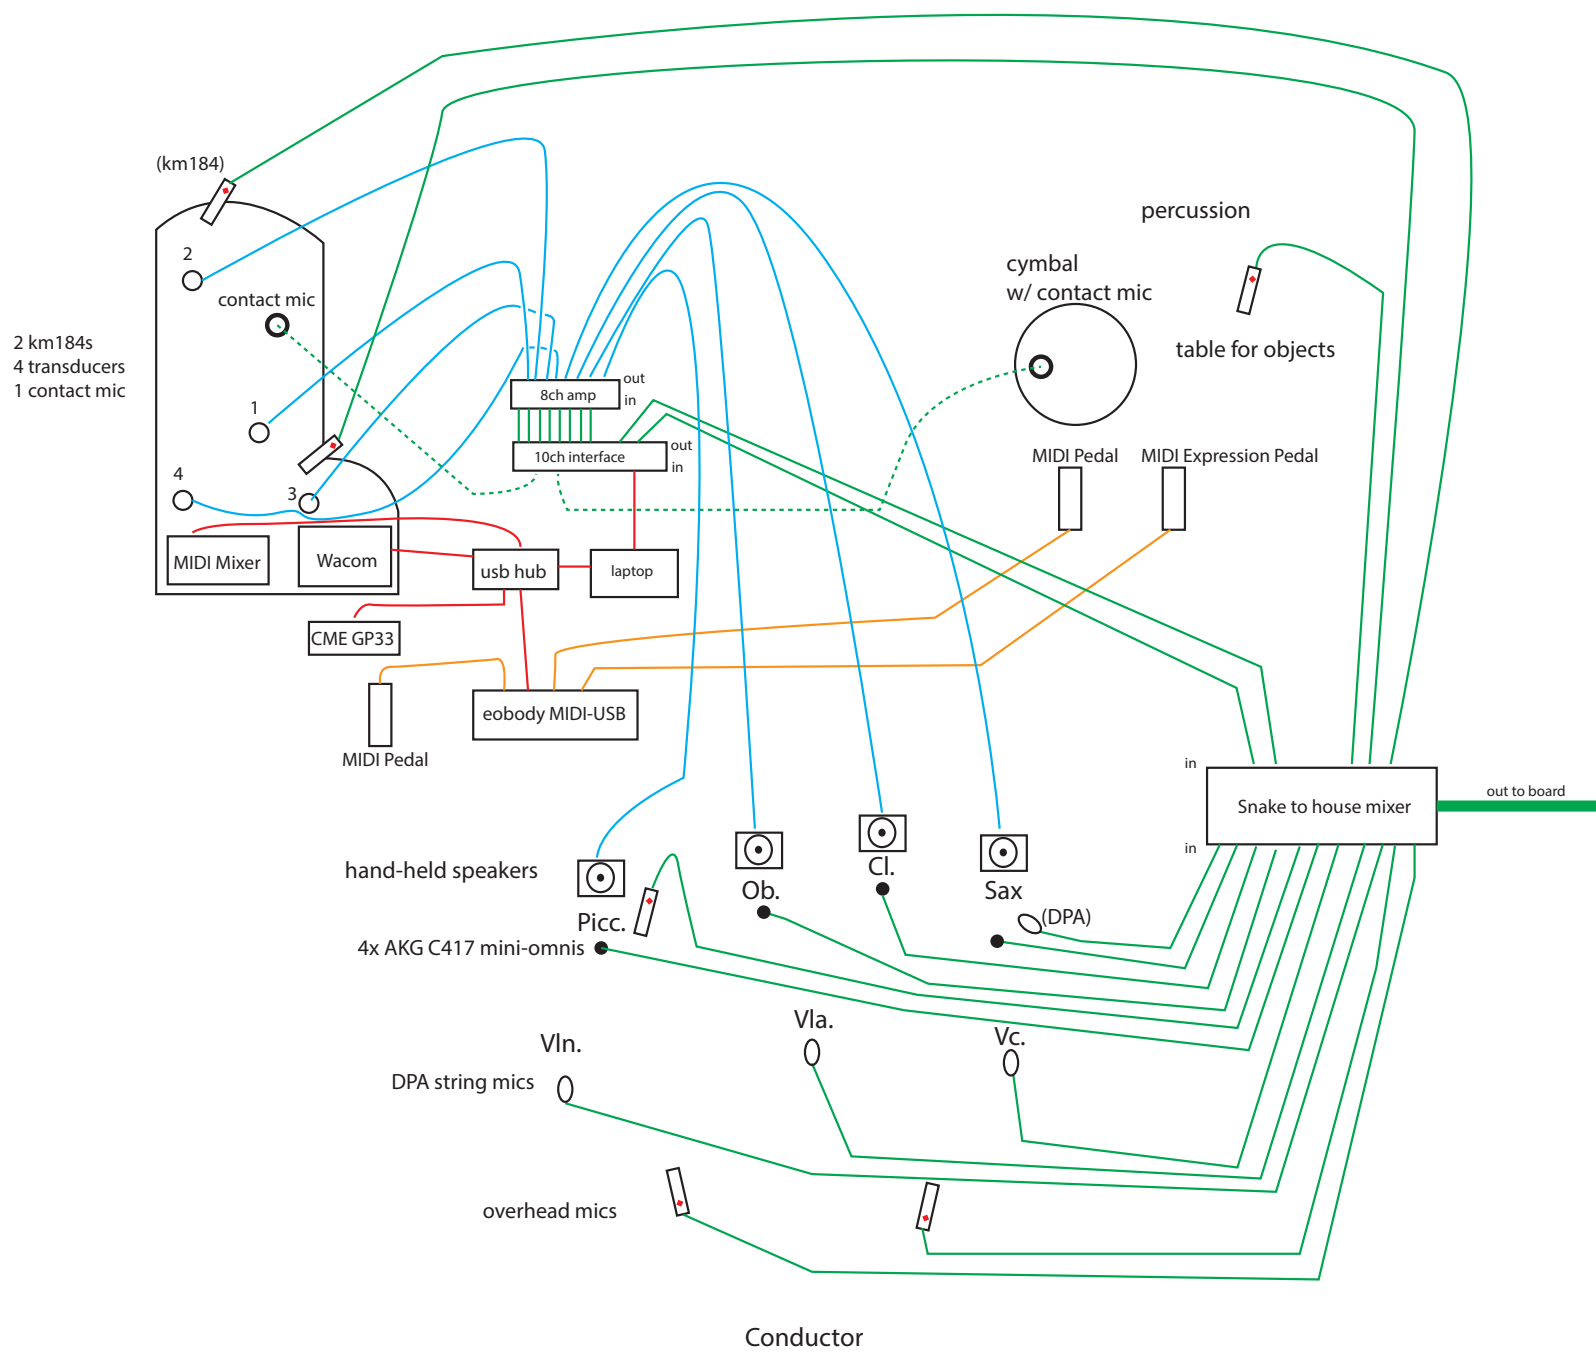 (km184)
percussion
2
cymbal
w/ contact mic
contact mic
2 km184s
4 transducers
1 contact mic
table for objects
out
8ch amp
in
1
out
10ch interface
in
MIDI Pedal
MIDI Expression Pedal
4
3
MIDI Mixer
Wacom
usb hub
laptop
CME GP33
eobody MIDI-USB
MIDI Pedal
in
Snake to house mixer
out to board
in
hand-held speakers
Picc.
Ob.
Cl.
Sax
(DPA)
4x AKG C417 mini-omnis
Vln.
Vla.
Vc.
DPA string mics
overhead mics
Conductor